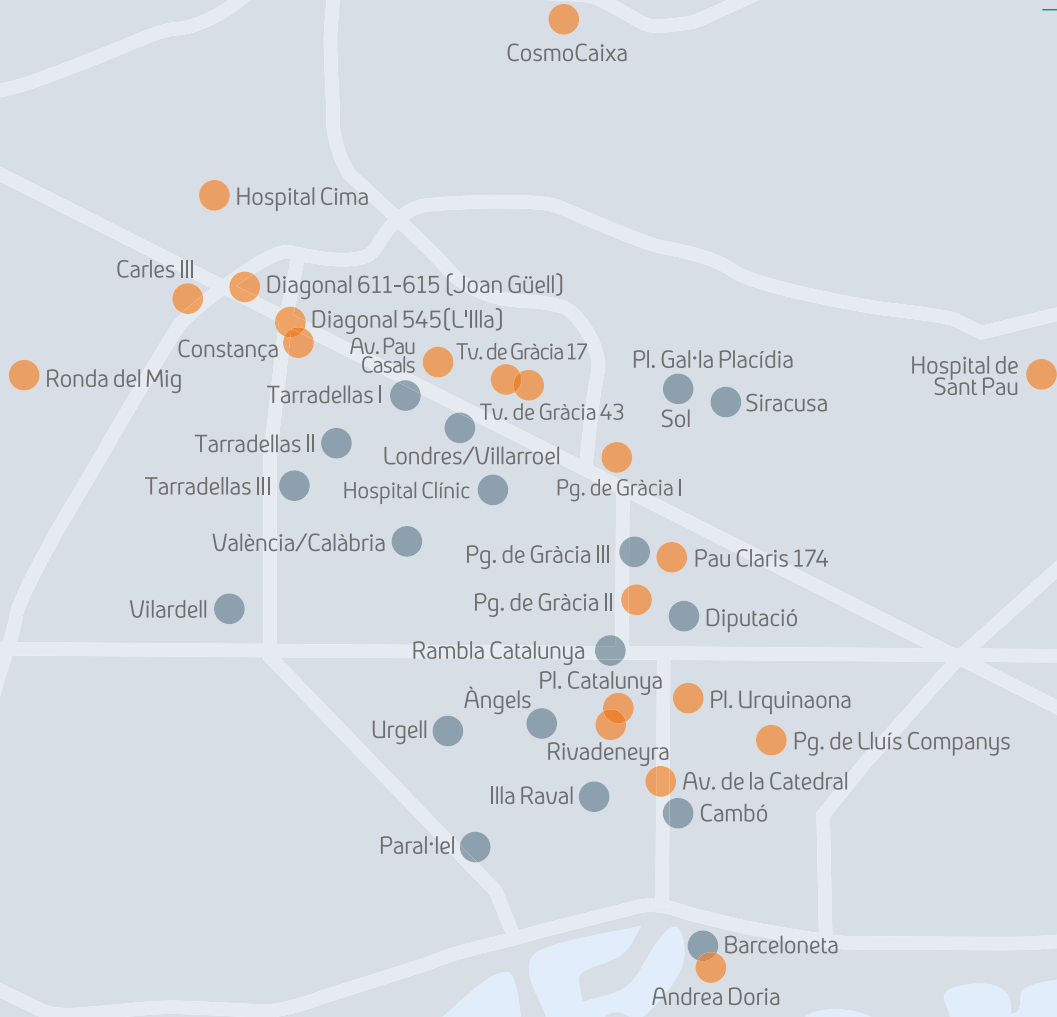 CosmoCaixa
Hospital Cima
Carles III
Diagonal 611-615 (Joan Güell)
Diagonal 545(L'Illa)
Constança
Av. Pau
Casals
Tv. de Gràcia 17
Pl. Gal·la Placídia
Hospital de
Sant Pau
Ronda del Mig
Tarradellas I
Siracusa
Tv. de Gràcia 43
Sol
Tarradellas II
Londres/Villarroel
Tarradellas III
Hospital Clínic
Pg. de Gràcia I
València/Calàbria
Pg. de Gràcia III
Pau Claris 174
Pg. de Gràcia II
Vilardell
Diputació
Rambla Catalunya
Pl. Catalunya
Àngels
Pl. Urquinaona
Urgell
Pg. de Lluís Companys
Rivadeneyra
Av. de la Catedral
Illa Raval
Cambó
Paral·lel
Barceloneta
Andrea Doria